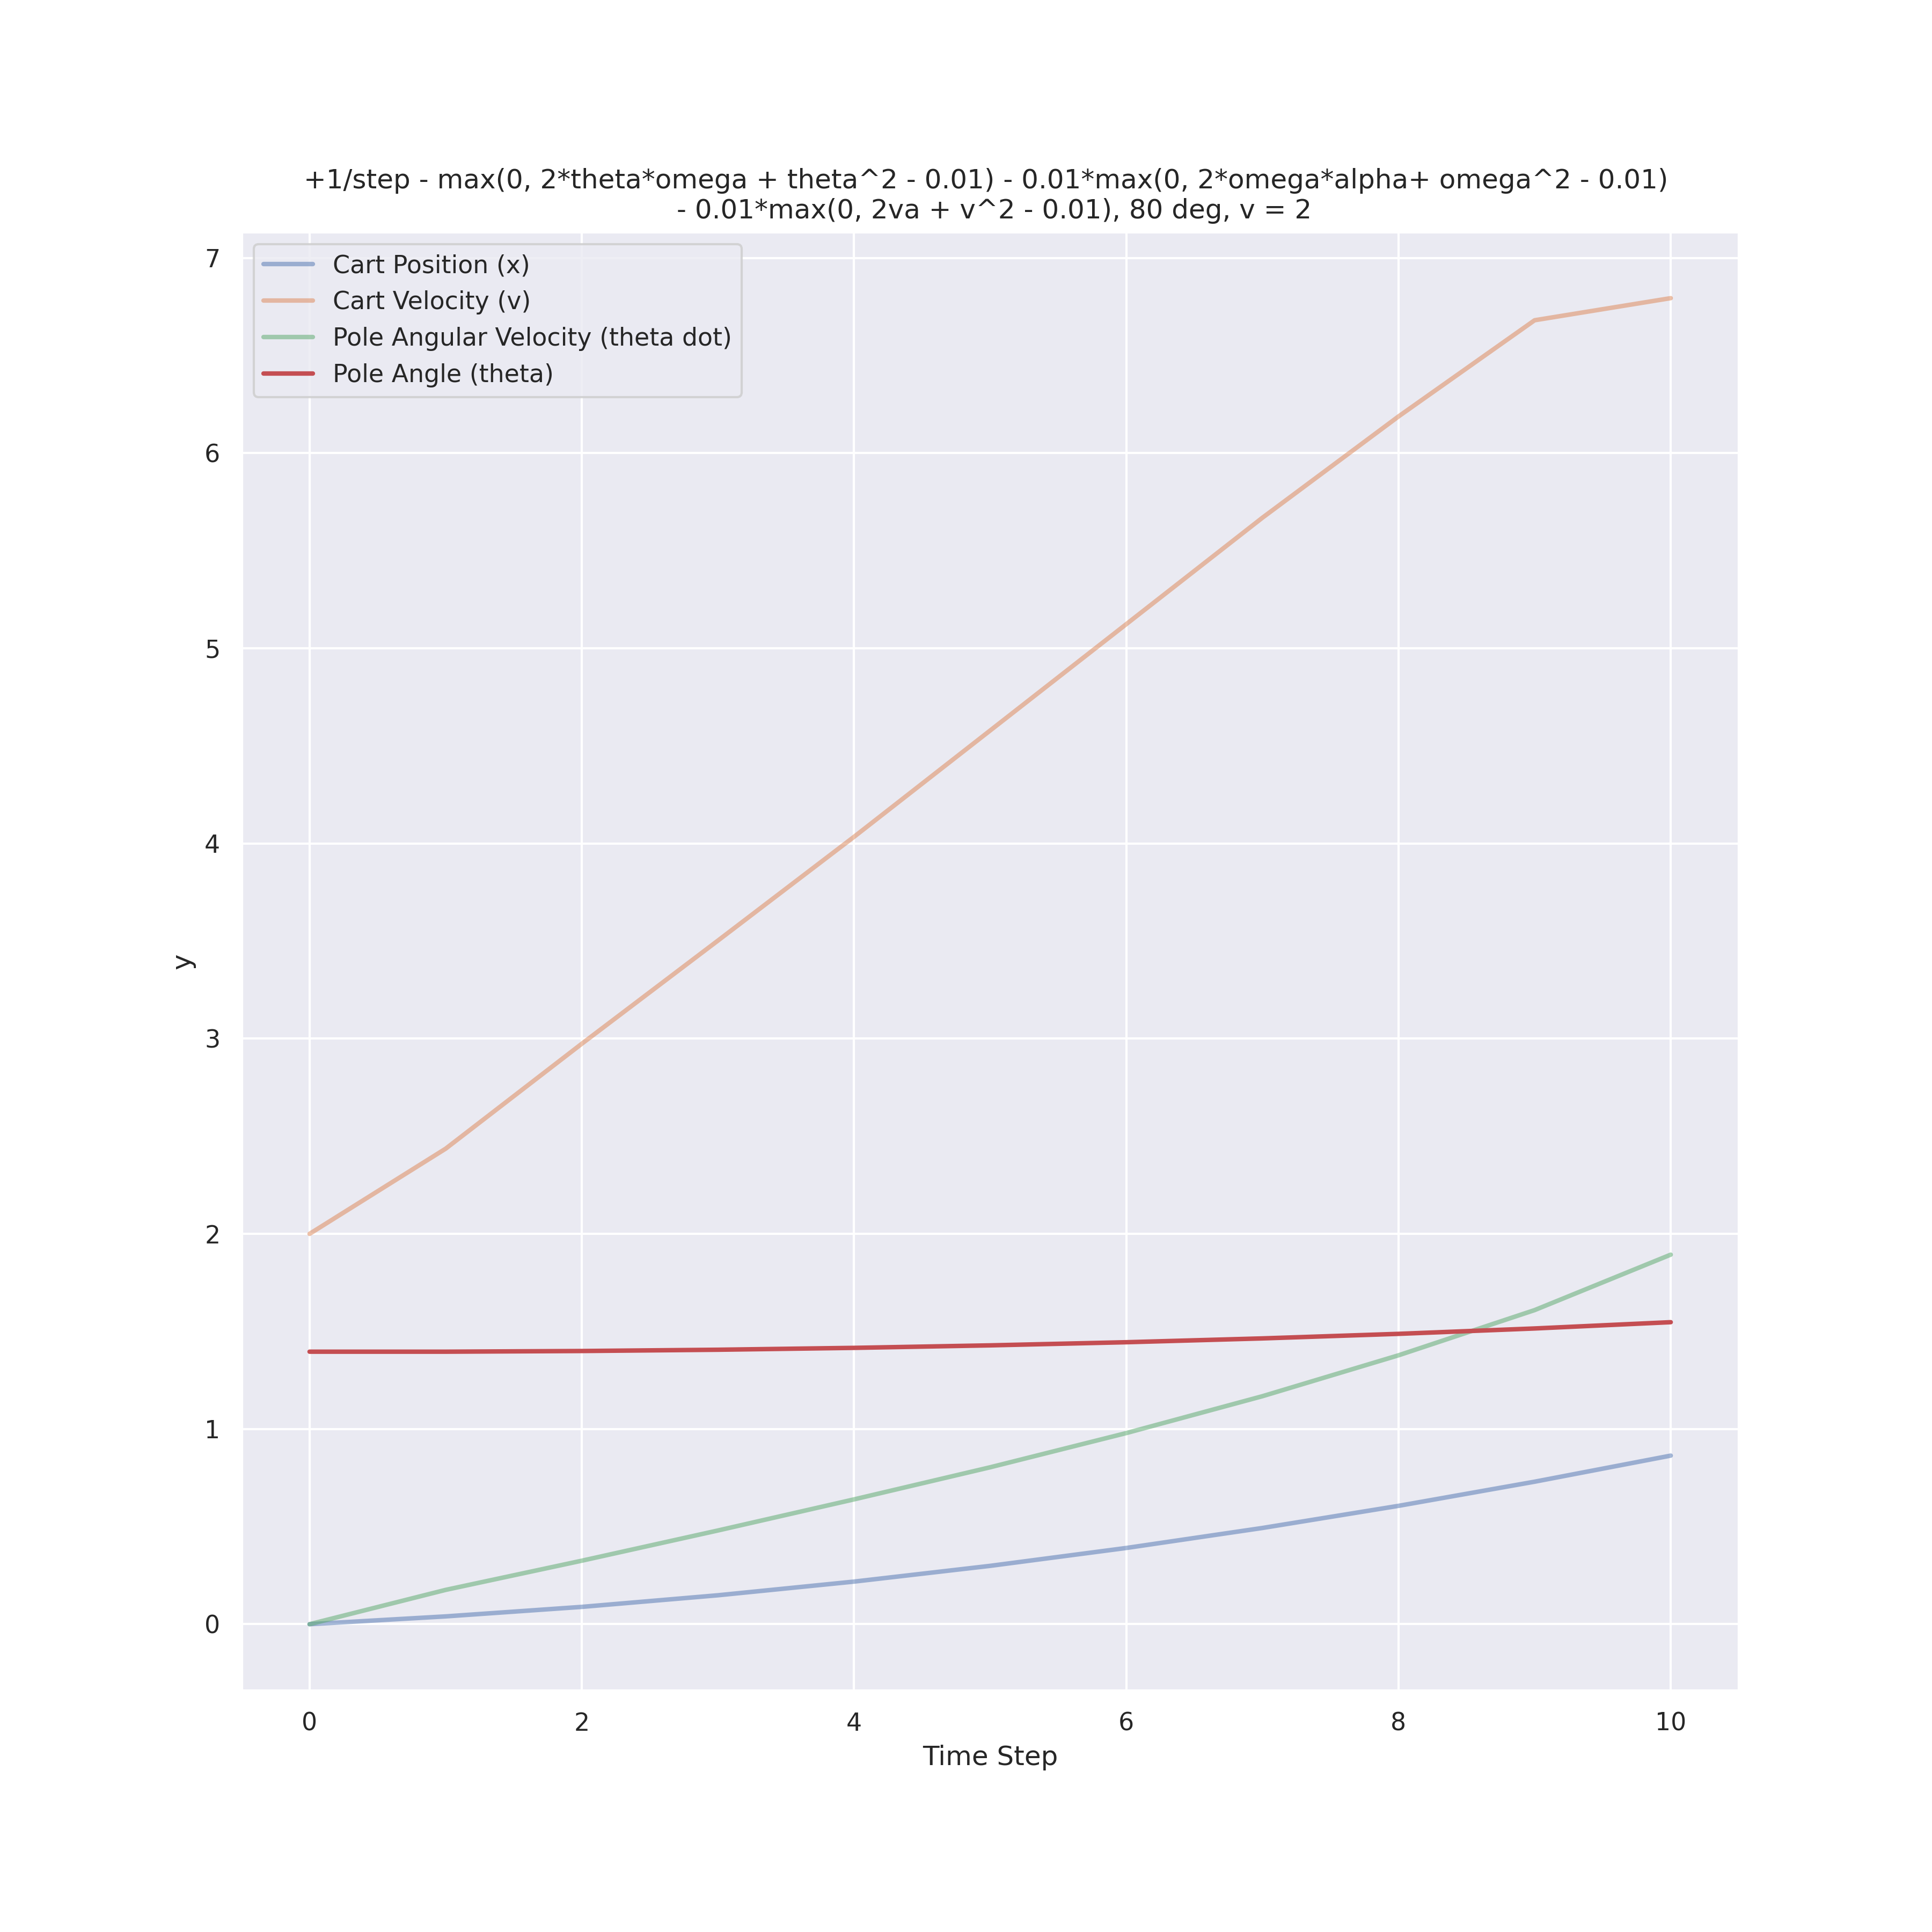 +1/step - max(0, 2*theta*omega + theta^2 - 0.01) - 0.01*max(0, 2*omega*alpha+ omega^2 - 0.01)
- 0.01*max(0, 2va + v^2 - 0.01), 80 deg, v = 2
Cart Position (x)
Cart Velocity (v)
Pole Angular Velocity (theta dot)
Pole Angle (theta)
7
6
5
4
3
2
1
0
y
0 2 4 6 8 10
Time Step